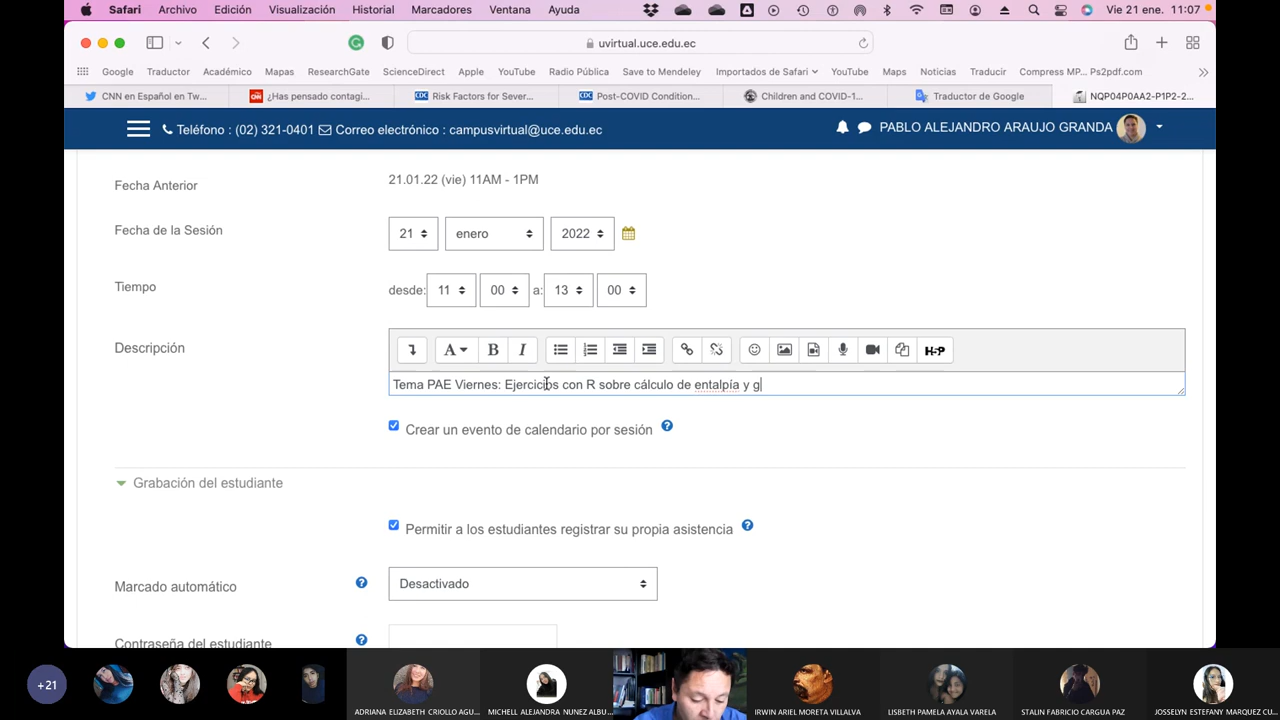 Safari Archivo Edición Visualización Historial Marcadores Ventana Ayuda Vie 21 ene. 11:07
uvirtual.uce.edu.ec
Google Traductor Académico Mapas ResearchGate ScienceDirect Apple YouTube Radio Pública Save to Mendeley Importados de Safari YouTube Maps Noticias Traducir Compress MP... Ps2pdf.com
CNN en Español en Tw... ¿Has pensado contagi... Risk Factors for Sever... Post-COVID Condition... Children and COVID-1... Traductor de Google NQP04P0AA2-P1P2-2...
Teléfono : (02) 321-0401 Correo electrónico : campusvirtual@uce.edu.ec PABLO ALEJANDRO ARAUJO GRANDA
Fecha Anterior 21.01.22 (vie) 11AM - 1PM
Fecha de la Sesión 21 enero 2022
Tiempo desde: 11 00 a: 13 00
Descripción A B I H-P
Tema PAE Viernes: Ejercicios con R sobre cálculo de entalpía y g
Crear un evento de calendario por sesión
Grabación del estudiante
Permitir a los estudiantes registrar su propia asistencia
Marcado automático Desactivado
Contraseña del estudiante
+21 ADRIANA ELIZABETH CRIOLLO AGU... MICHELL ALEJANDRA NUNEZ ALBU... IRWIN ARIEL MORETA VILLALVA LISBETH PAMELA AYALA VARELA STALIN FABRICIO CARGUA PAZ JOSSELYN ESTEFANY MARQUEZ CU...